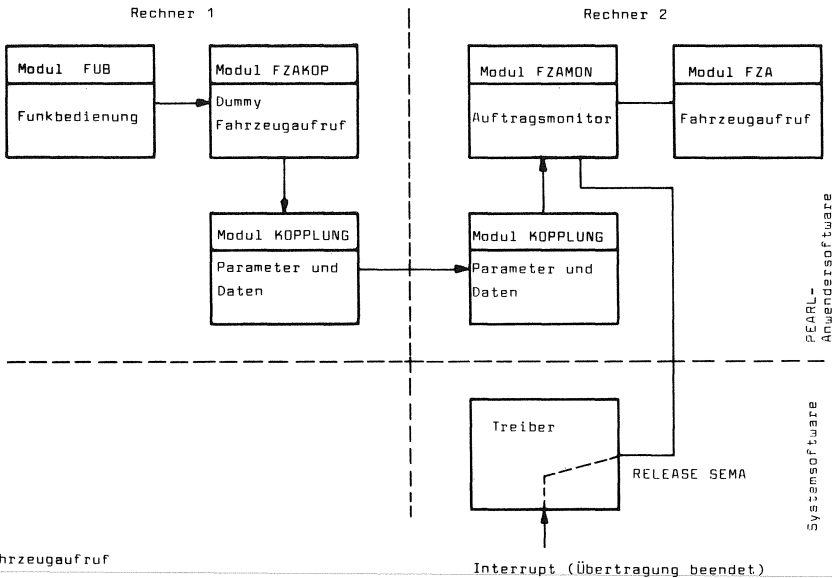 Rechner 1
Rechner 2
Modul FUB
Funkbedienung
Modul FZAKOP
Dummy
Fahrzeugaufruf
Modul FZAMON
Auftragsmonitor
Modul FZA
Fahrzeugaufruf
Modul KOPPLUNG
Parameter und
Daten
Modul KOPPLUNG
Parameter und
Daten
PEARL-
Anwendersoftware
Treiber
RELEASE SEMA
Systemsoftware
hrzeugaufruf
Interrupt (Übertragung beendet)